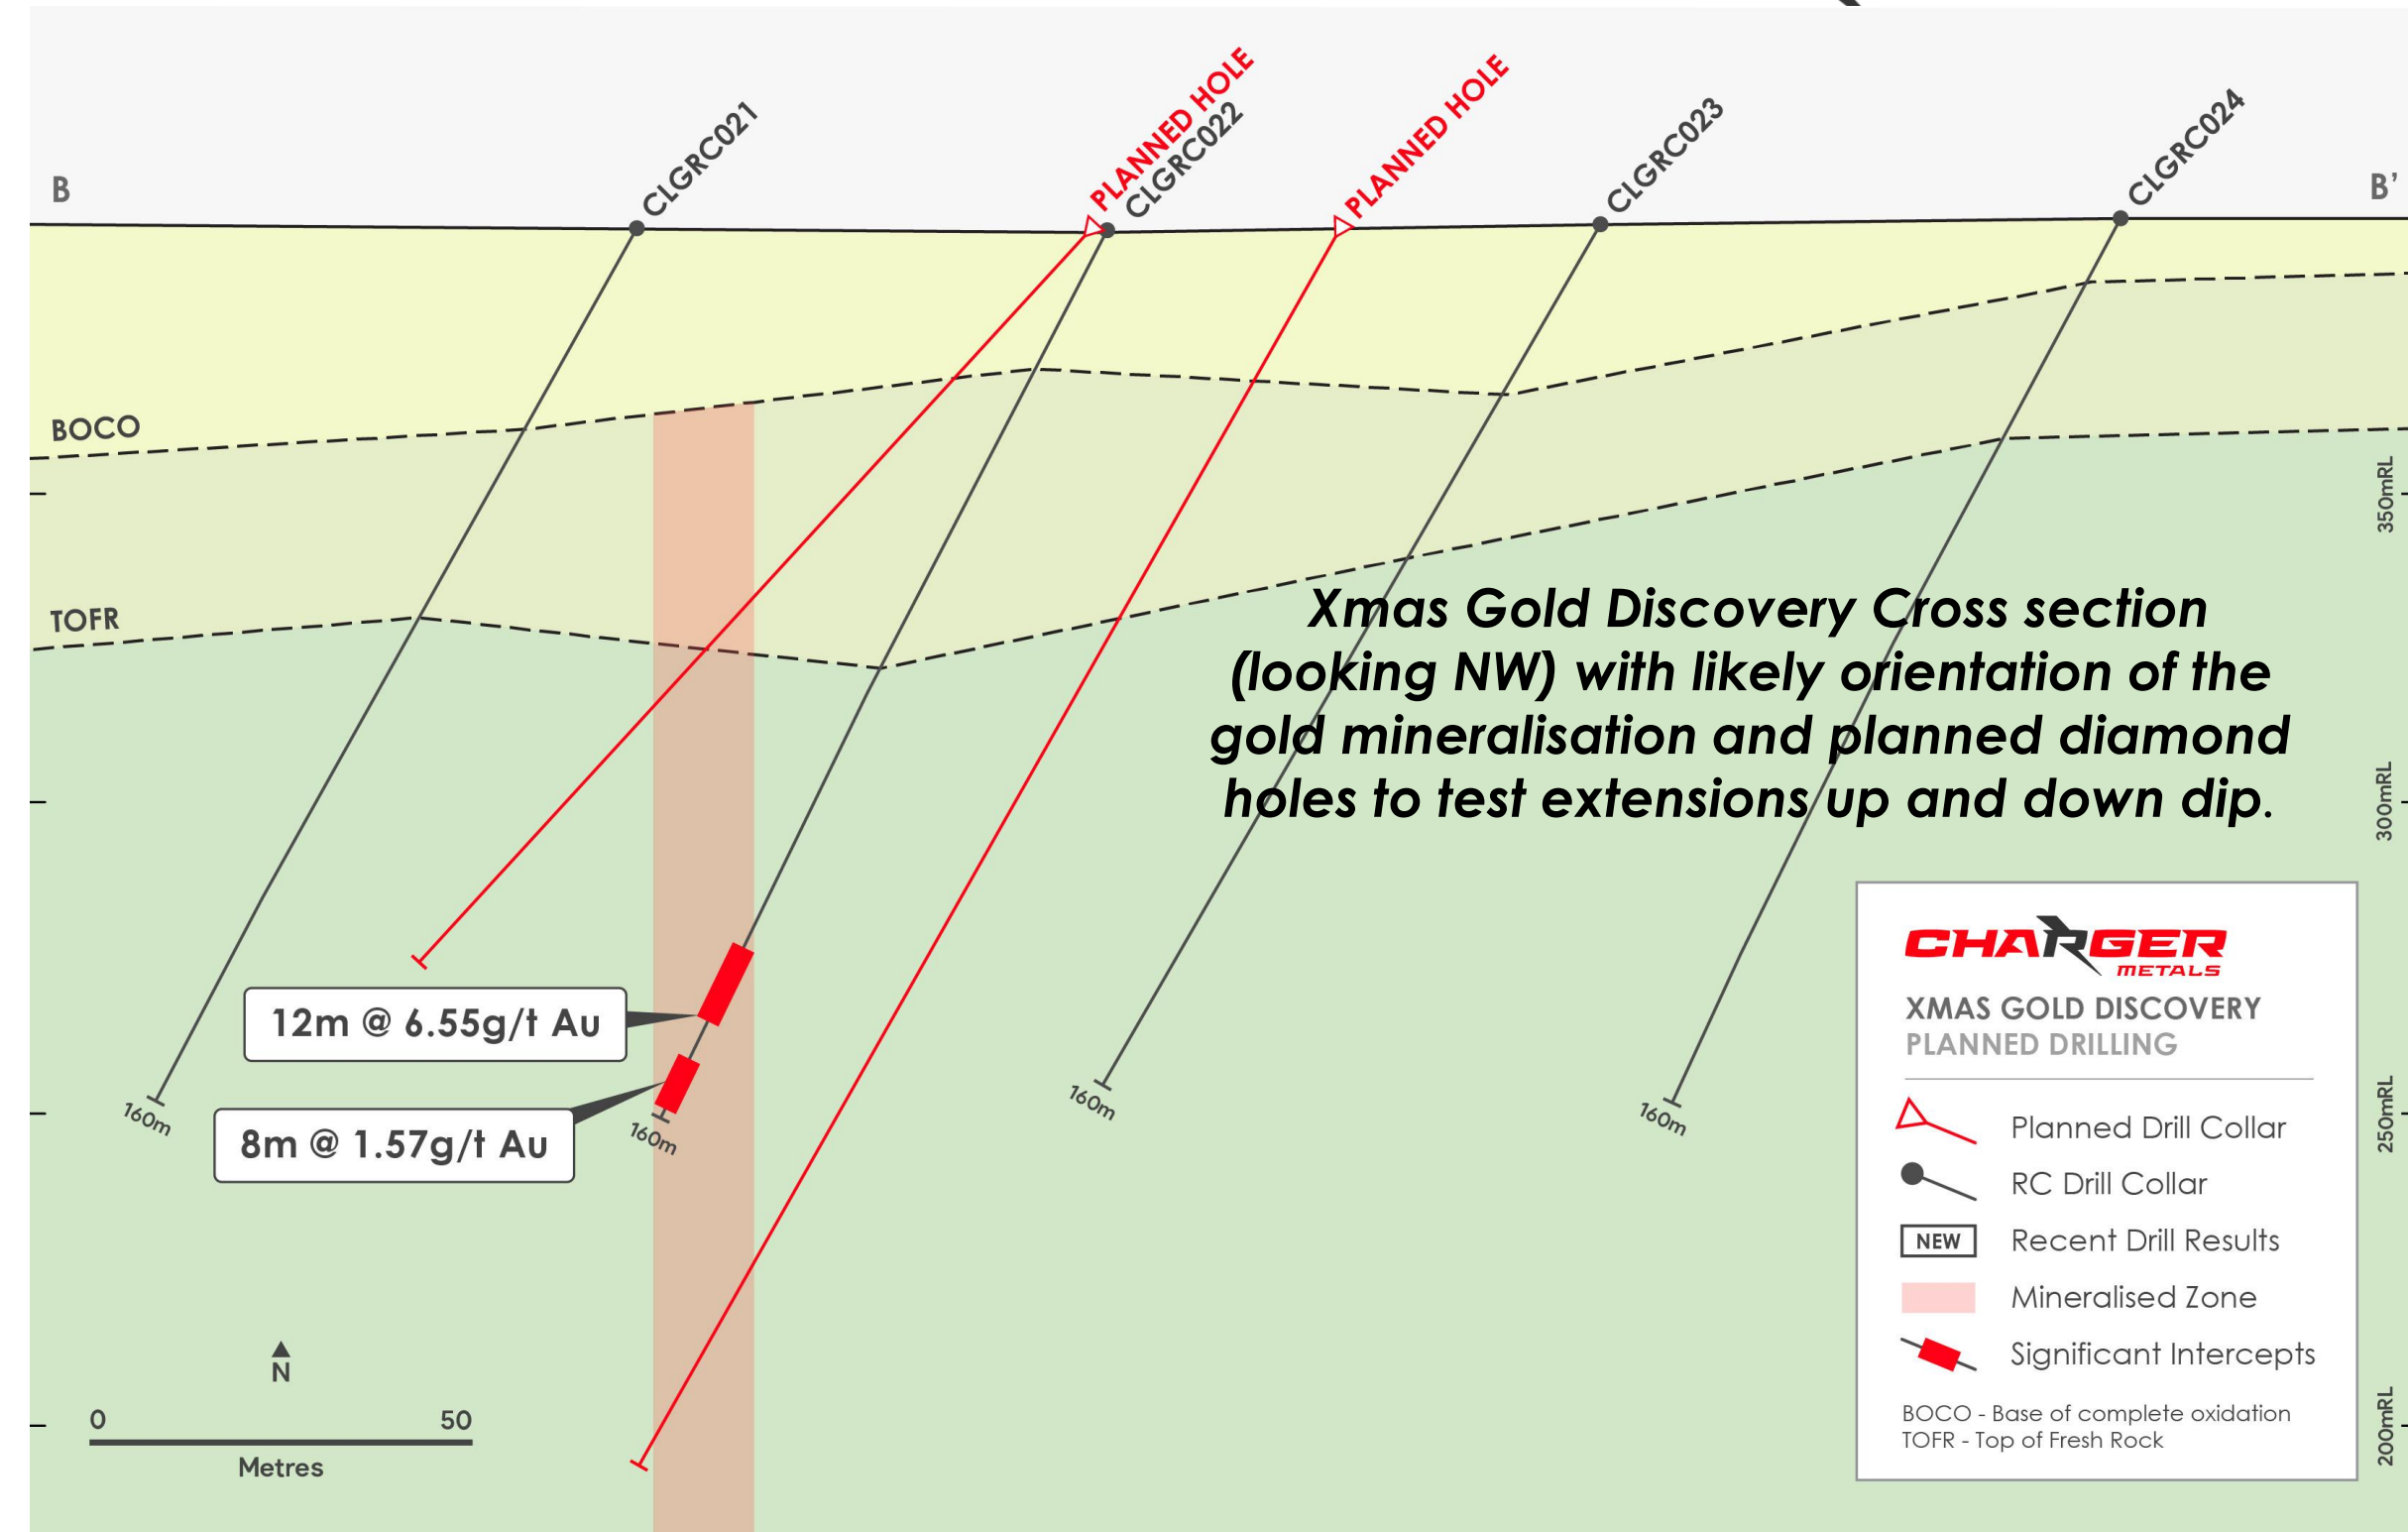 PLANNED HOLE
CLGRC021
CLGRC022
PLANNED HOLE
CLGRC023
CLGRC024
B
B'
BOCO
TOFR
350mRL
300mRL
250mRL
200mRL
Xmas Gold Discovery Cross section
(looking NW) with likely orientation of the
gold mineralisation and planned diamond
holes to test extensions up and down dip.
12m @ 6.55g/t Au
8m @ 1.57g/t Au
160m
160m
160m
160m
N
0 50
Metres
CHARGER
METALS
XMAS GOLD DISCOVERY
PLANNED DRILLING
Planned Drill Collar
RC Drill Collar
NEW Recent Drill Results
Mineralised Zone
Significant Intercepts
BOCO - Base of complete oxidation
TOFR - Top of Fresh Rock